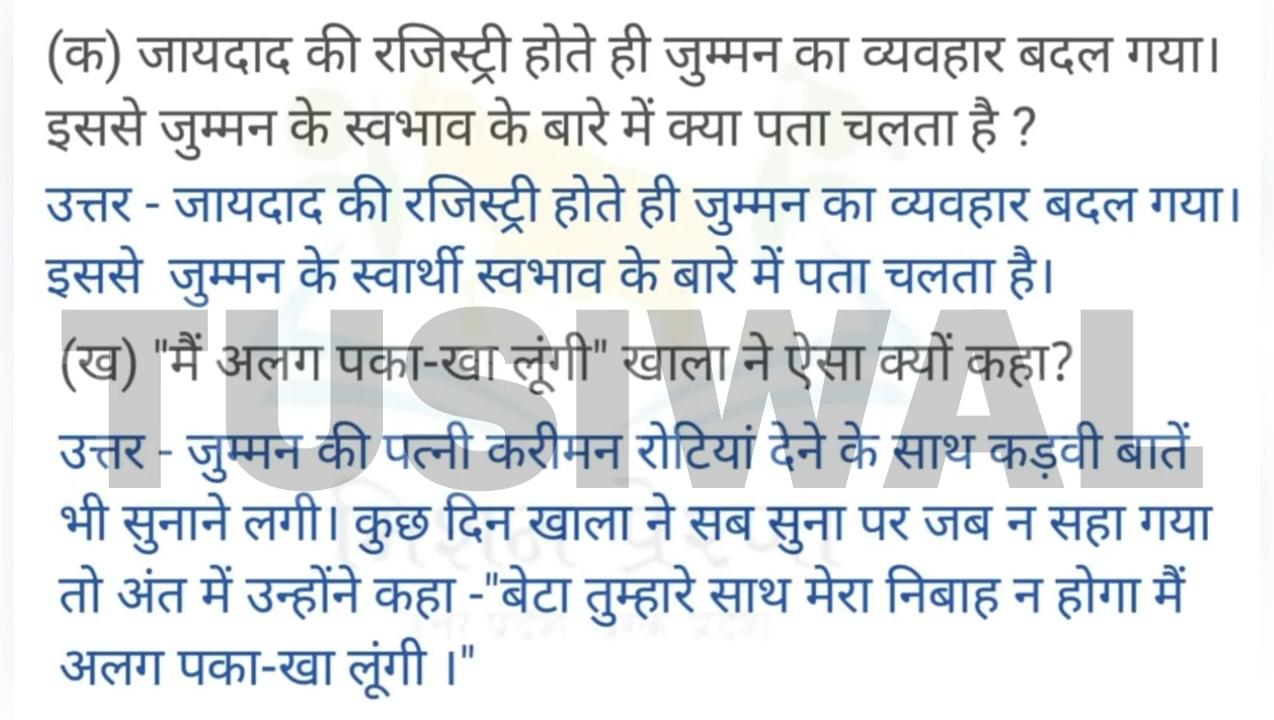 (क) जायदाद की रजिस्ट्री होते ही जुम्मन का व्यवहार बदल गया।
इससे जुम्मन के स्वभाव के बारे में क्या पता चलता है ?
उत्तर - जायदाद की रजिस्ट्री होते ही जुम्मन का व्यवहार बदल गया।
इससे जुम्मन के स्वार्थी स्वभाव के बारे में पता चलता है।
TUSIWAL
(ख) "मैं अलग पका-खा लूंगी" खाला ने ऐसा क्यों कहा?
उत्तर - जुम्मन की पत्नी करीमन रोटियां देने के साथ कड़वी बातें
भी सुनाने लगी। कुछ दिन खाला ने सब सुना पर जब न सहा गया
तो अंत में उन्होंने कहा -"बेटा तुम्हारे साथ मेरा निबाह न होगा मैं
अलग पका-खा लूंगी ।"